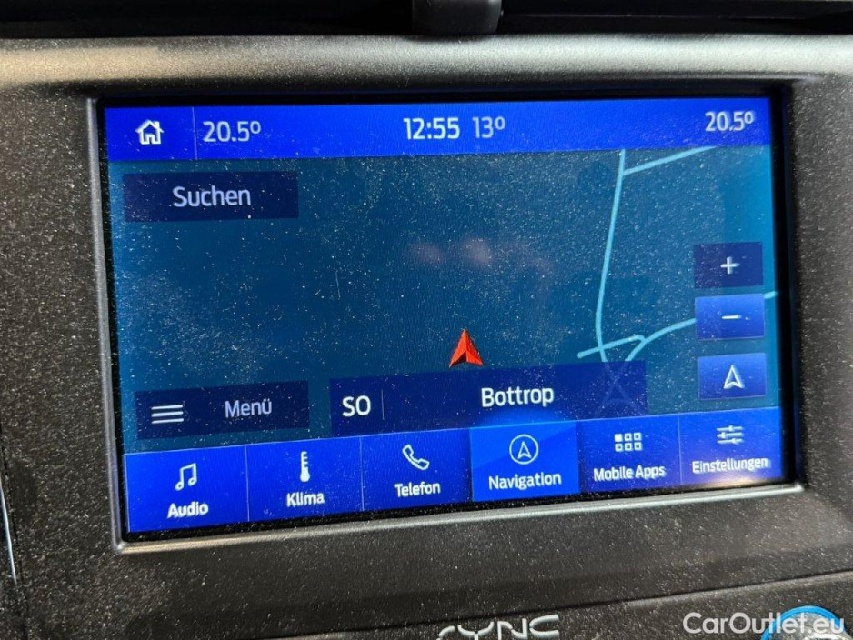 20.5° 12:55 13° 20.5°
Suchen
+
−
Menü SO Bottrop
Audio Klima Telefon Navigation Mobile Apps Einstellungen
SYNC
CarOutlet.eu